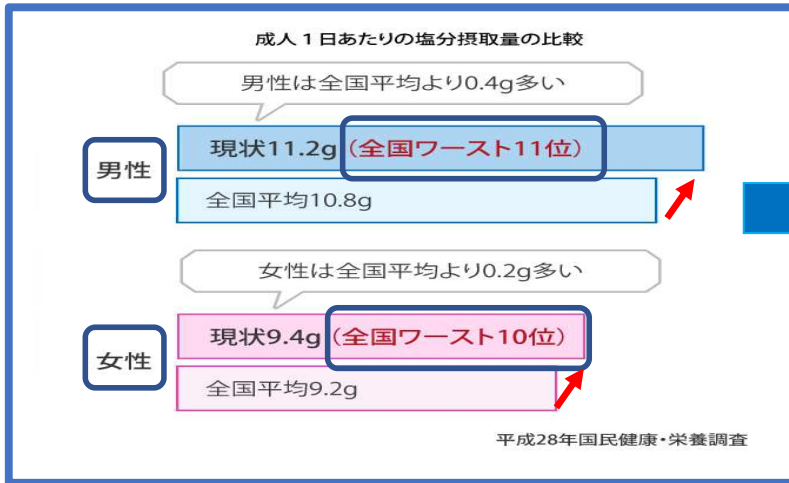 成人１日あたりの塩分摂取量の比較
男性は全国平均より0.4g多い
男性
現状11.2g（全国ワースト11位）
全国平均10.8g
女性は全国平均より0.2g多い
女性
現状9.4g（全国ワースト10位）
全国平均9.2g
平成28年国民健康・栄養調査